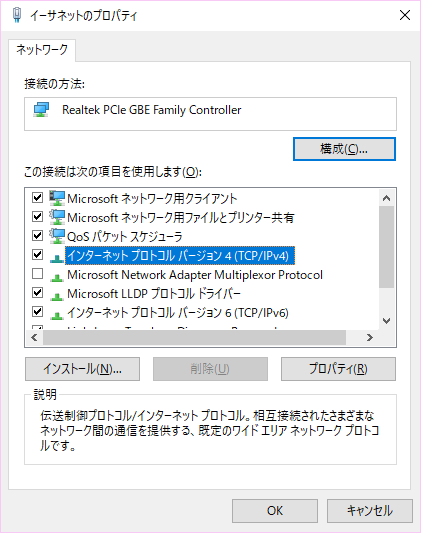 イーサネットのプロパティ
ネットワーク
接続の方法:
Realtek PCIe GBE Family Controller
構成(C)...
この接続は次の項目を使用します(O):
Microsoft ネットワーク用クライアント
Microsoft ネットワーク用ファイルとプリンター共有
QoS パケット スケジューラ
インターネット プロトコル バージョン 4 (TCP/IPv4)
Microsoft Network Adapter Multiplexor Protocol
Microsoft LLDP プロトコル ドライバー
インターネット プロトコル バージョン 6 (TCP/IPv6)
インストール(N)...
削除(U)
プロパティ(R)
説明
伝送制御プロトコル/インターネット プロトコル。相互接続されたさまざまな
ネットワーク間の通信を提供する、既定のワイド エリア ネットワーク プロトコ
ルです。
OK
キャンセル